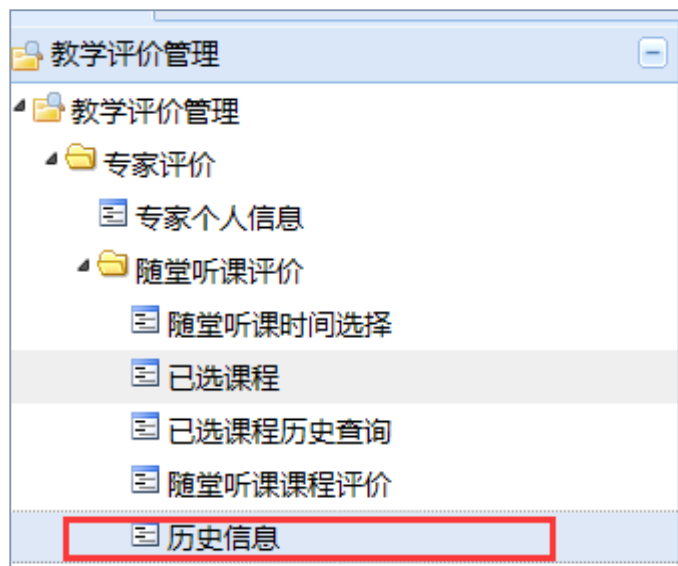 教学评价管理
教学评价管理
专家评价
专家个人信息
随堂听课评价
随堂听课时间选择
已选课程
已选课程历史查询
随堂听课课程评价
历史信息